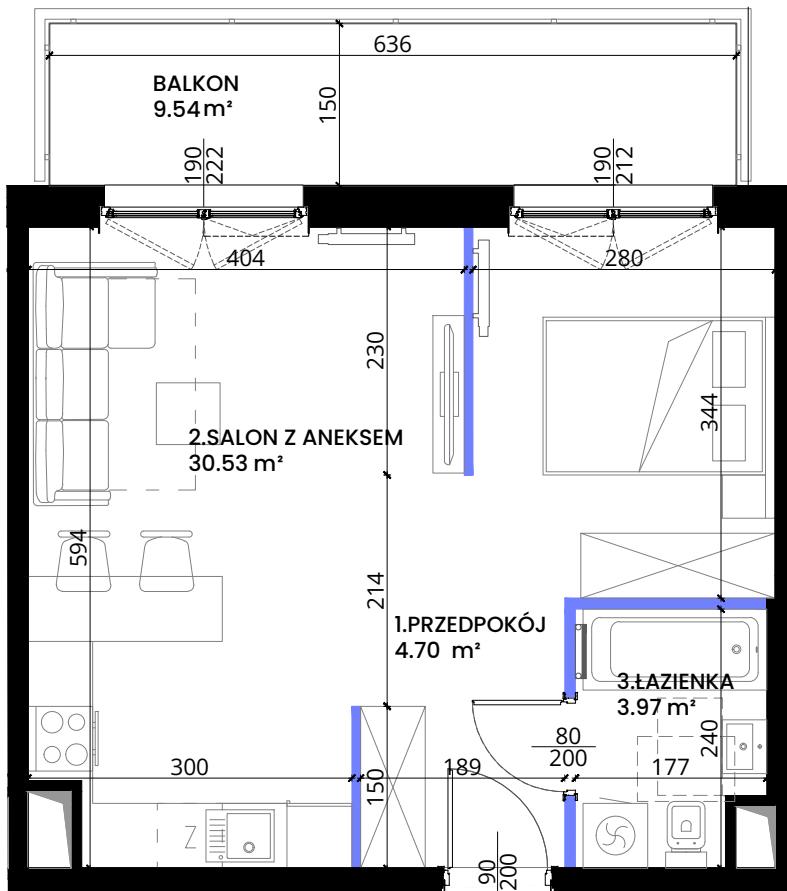 636
BALKON
9.54 m²
150
190
222
190
212
404
280
230
344
2.SALON Z ANEKSEM
30.53 m²
594
214
1.PRZEDPOKÓJ
4.70 m²
3.ŁAZIENKA
3.97 m²
240
80
200
300
150
189
177
Z
90
200